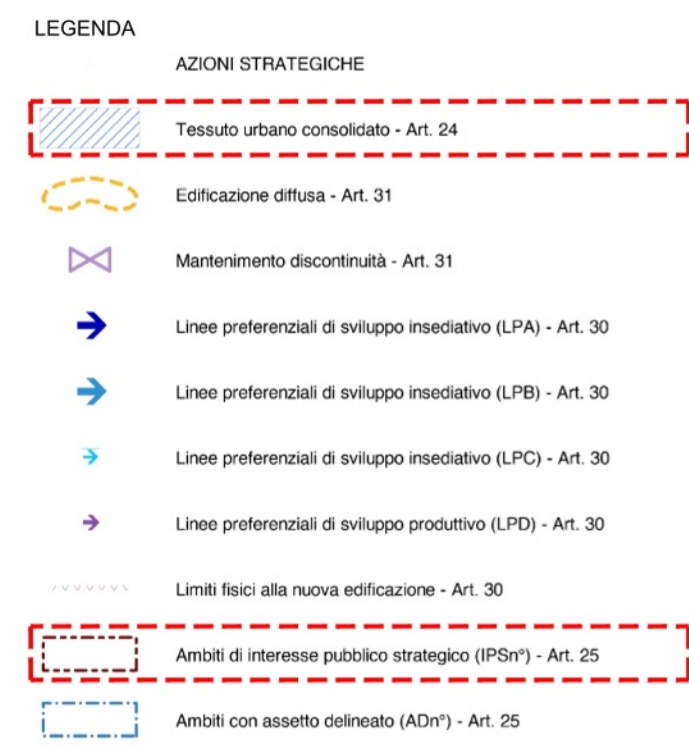 LEGENDA
AZIONI STRATEGICHE
Tessuto urbano consolidato - Art. 24
Edificazione diffusa - Art. 31
Mantenimento discontinuità - Art. 31
Linee preferenziali di sviluppo insediativo (LPA) - Art. 30
Linee preferenziali di sviluppo insediativo (LPB) - Art. 30
Linee preferenziali di sviluppo insediativo (LPC) - Art. 30
Linee preferenziali di sviluppo produttivo (LPD) - Art. 30
Limiti fisici alla nuova edificazione - Art. 30
Ambiti di interesse pubblico strategico (IPSn°) - Art. 25
Ambiti con assetto delineato (ADn°) - Art. 25